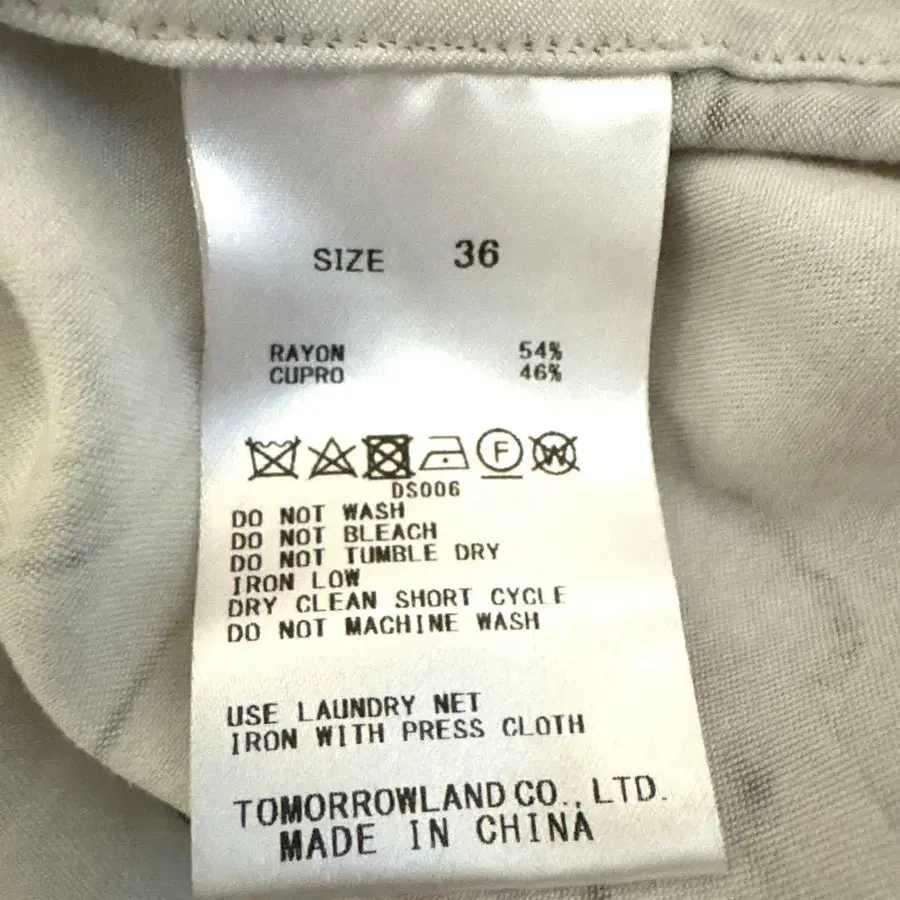 SIZE 36
RAYON 54%
CUPRO 46%
F W
DS006
DO NOT WASH
DO NOT BLEACH
DO NOT TUMBLE DRY
IRON LOW
DRY CLEAN SHORT CYCLE
DO NOT MACHINE WASH
USE LAUNDRY NET
IRON WITH PRESS CLOTH
TOMORROWLAND CO., LTD.
MADE IN CHINA